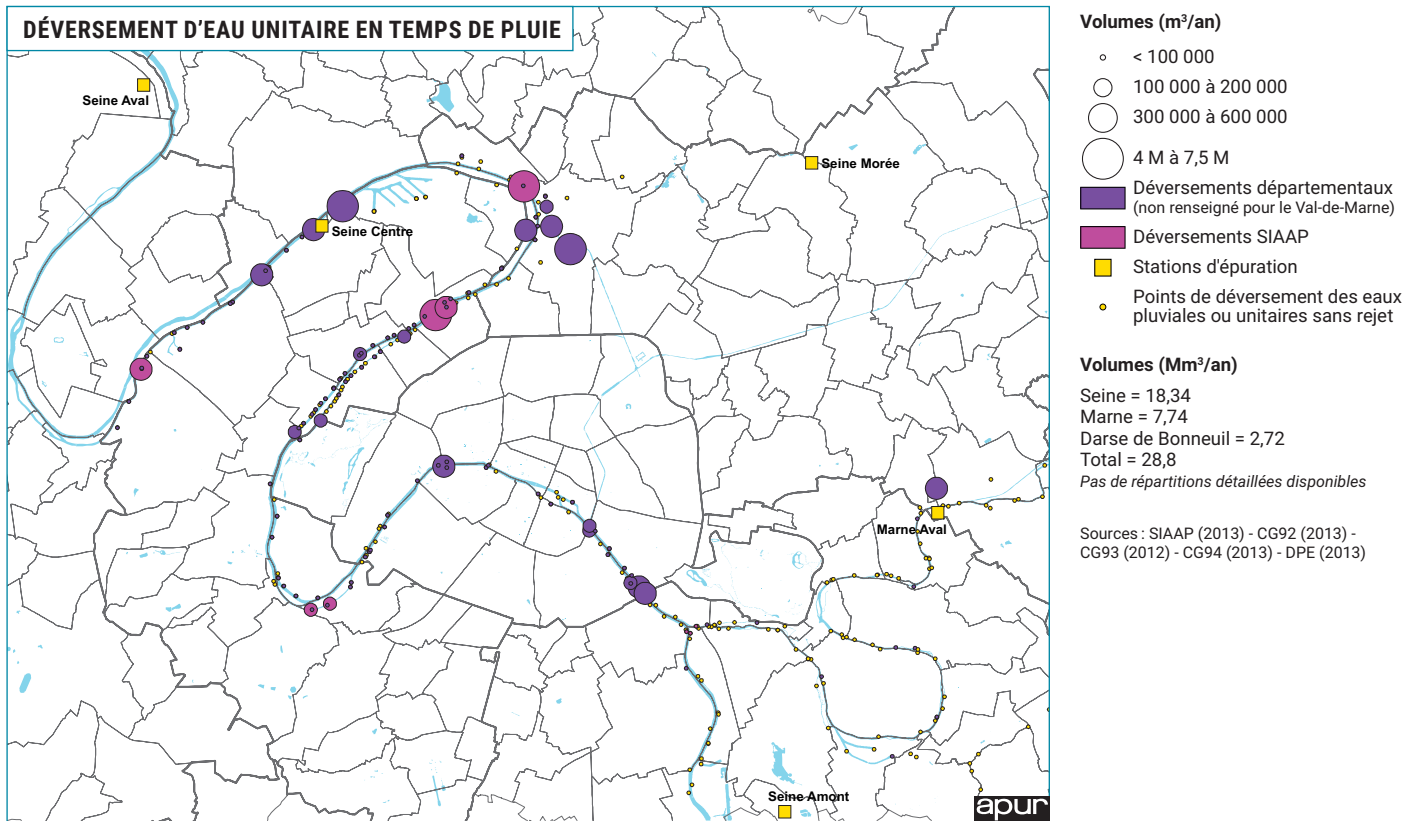 DÉVERSEMENT D'EAU UNITAIRE EN TEMPS DE PLUIE
Seine Aval
Seine Morée
Seine Centre
Marne Aval
Seine Amont
apur
Volumes (m³/an)
< 100 000
100 000 à 200 000
300 000 à 600 000
4 M à 7,5 M
Déversements départementaux
(non renseigné pour le Val-de-Marne)
Déversements SIAAP
Stations d'épuration
Points de déversement des eaux
pluviales ou unitaires sans rejet
Volumes (Mm³/an)
Seine = 18,34
Marne = 7,74
Darse de Bonneuil = 2,72
Total = 28,8
Pas de répartitions détaillées disponibles
Sources : SIAAP (2013) - CG92 (2013) -
CG93 (2012) - CG94 (2013) - DPE (2013)